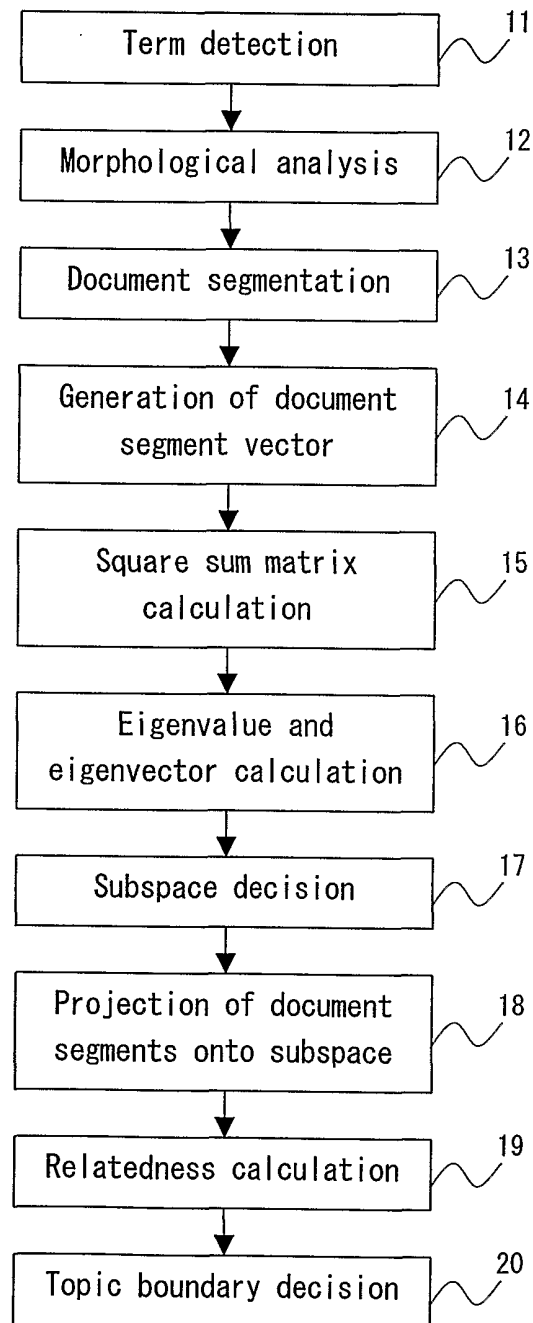 Term detection
11
Morphological analysis
12
Document segmentation
13
Generation of document
segment vector
14
Square sum matrix
calculation
15
Eigenvalue and
eigenvector calculation
16
Subspace decision
17
Projection of document
segments onto subspace
18
Relatedness calculation
19
Topic boundary decision
20